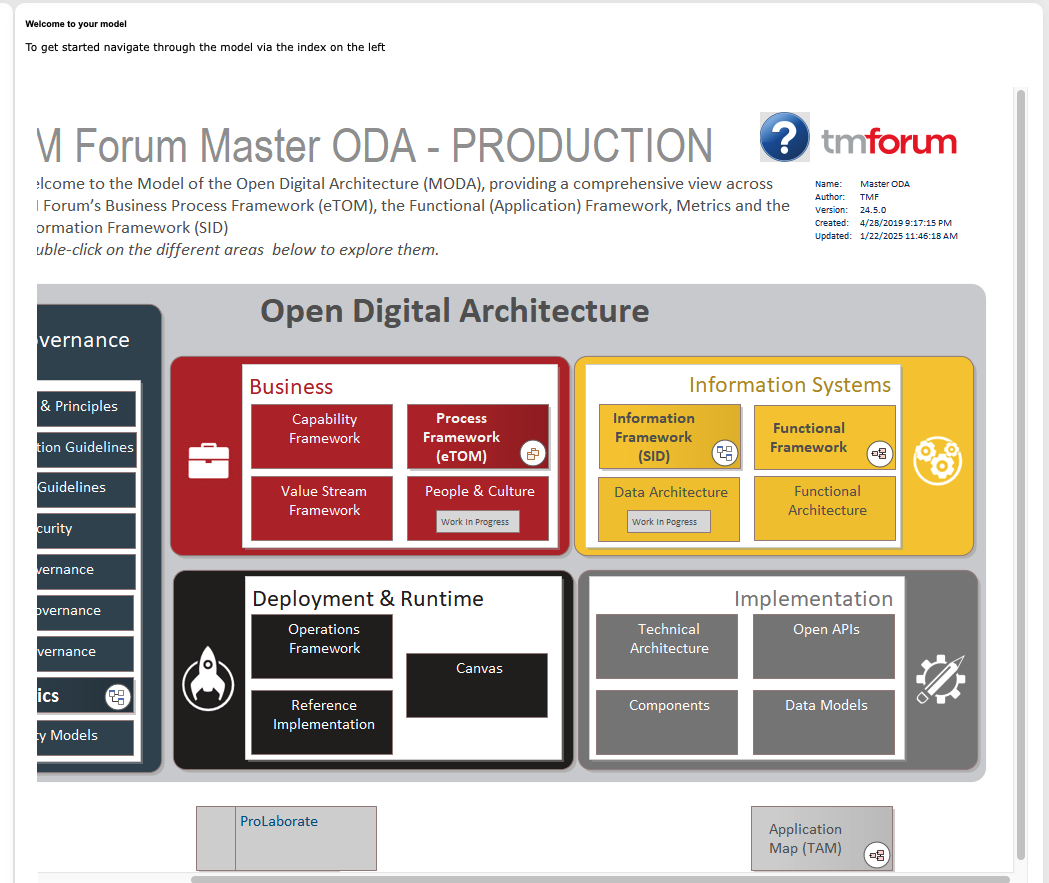 Welcome to your model
To get started navigate through the model via the index on the left
M Forum Master ODA - PRODUCTION
tmforum
elcome to the Model of the Open Digital Architecture (MODA), providing a comprehensive view across
Forum's Business Process Framework (eTOM), the Functional (Application) Framework, Metrics and the
ormation Framework (SID)
uble-click on the different areas below to explore them.
Name: Master ODA
Author: TMF
Version: 24.5.0
Created: 4/28/2019 9:17:15 PM
Updated: 1/22/2025 11:46:18 AM
Open Digital Architecture
overnance
& Principles
tion Guidelines
Guidelines
curity
vernance
overnance
vernance
ics
ty Models
Business
Capability
Framework
Process
Framework
(eTOM)
Value Stream
Framework
People & Culture
Work In Progress
Information Systems
Information
Framework
(SID)
Functional
Framework
Data Architecture
Work In Pogress
Functional
Architecture
Deployment & Runtime
Operations
Framework
Canvas
Reference
Implementation
Implementation
Technical
Architecture
Open APIs
Components
Data Models
ProLaborate
Application
Map (TAM)